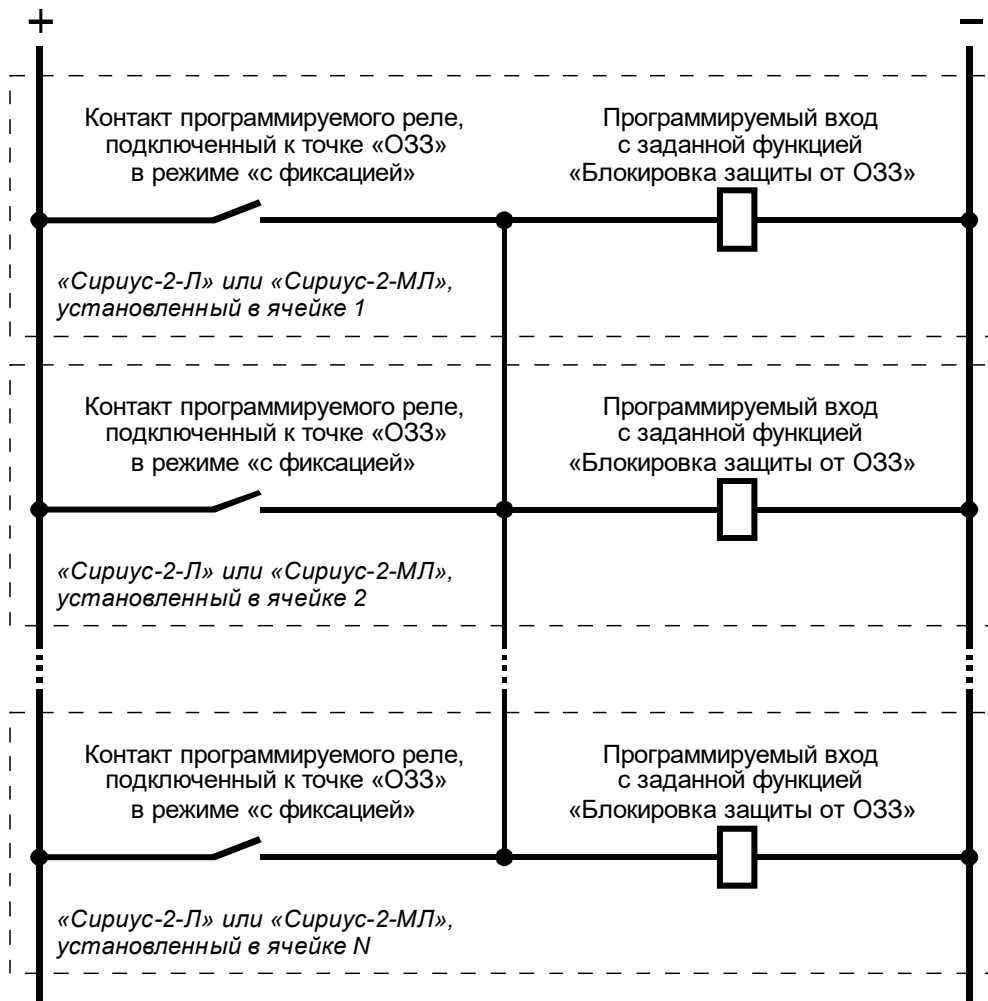 + −
Контакт программируемого реле,
подключенный к точке «ОЗЗ»
в режиме «с фиксацией»
Программируемый вход
с заданной функцией
«Блокировка защиты от ОЗЗ»
«Сириус-2-Л» или «Сириус-2-МЛ»,
установленный в ячейке 1
Контакт программируемого реле,
подключенный к точке «ОЗЗ»
в режиме «с фиксацией»
Программируемый вход
с заданной функцией
«Блокировка защиты от ОЗЗ»
«Сириус-2-Л» или «Сириус-2-МЛ»,
установленный в ячейке 2
Контакт программируемого реле,
подключенный к точке «ОЗЗ»
в режиме «с фиксацией»
Программируемый вход
с заданной функцией
«Блокировка защиты от ОЗЗ»
«Сириус-2-Л» или «Сириус-2-МЛ»,
установленный в ячейке N